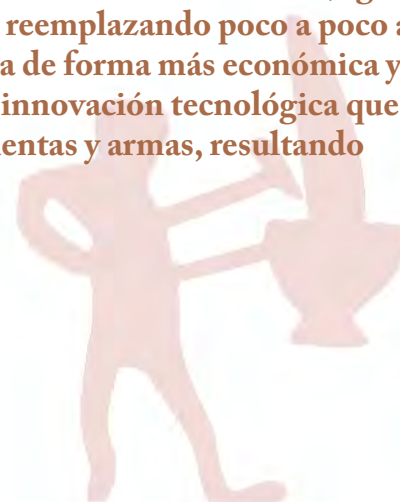 reemplazando poco a poco a
a de forma más económica y
innovación tecnológica que
entas y armas, resultando